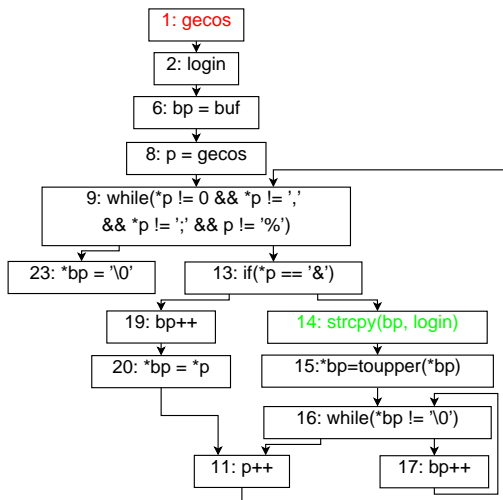 1: gecos
2: login
6: bp = buf
8: p = gecos
9: while(*p != 0 && *p != ','
&& *p != ';' && p != '%')
23: *bp = '\0'
13: if(*p == '&')
19: bp++
14: strcpy(bp, login)
20: *bp = *p
15:*bp=toupper(*bp)
16: while(*bp != '\0')
11: p++
17: bp++